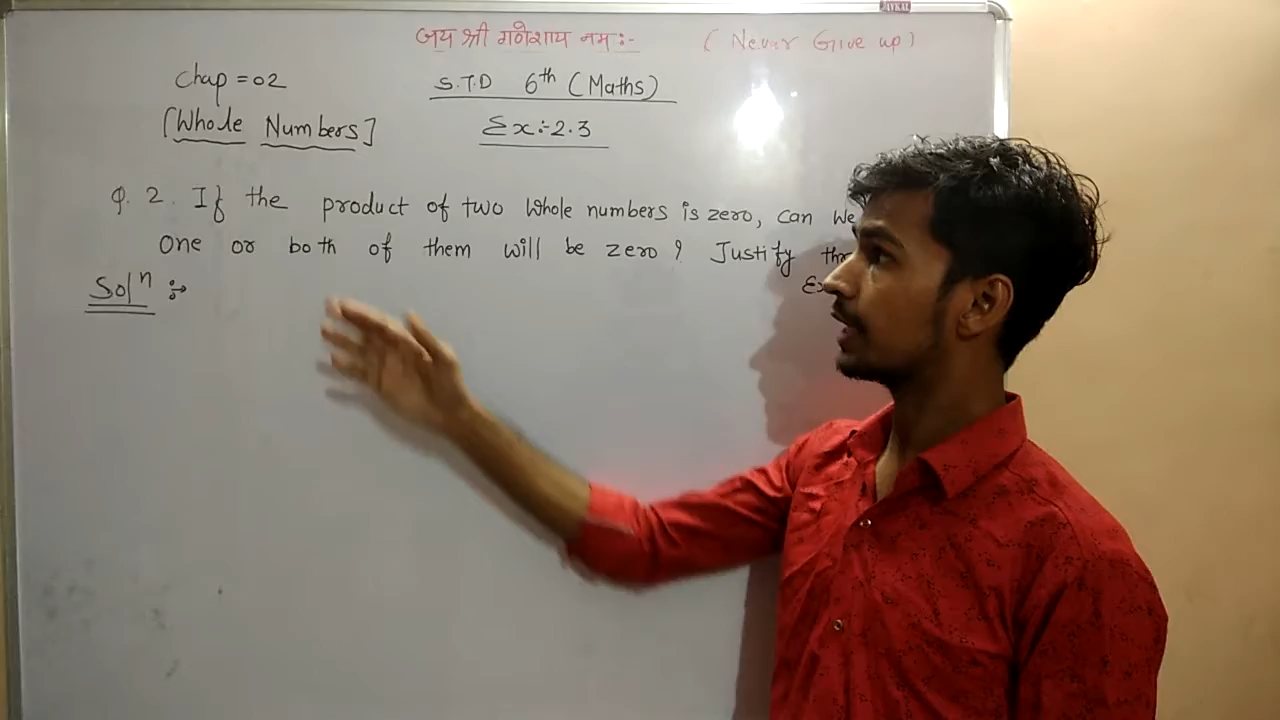 जय श्री गणेशाय नमः:- ( Never Give up )
Chap = 02 S.T.D 6th (Maths)
[Whole Numbers] Ex:-2.3
Q. 2. If the product of two whole numbers is zero, can we
one or both of them will be zero? Justify
Solⁿ :→